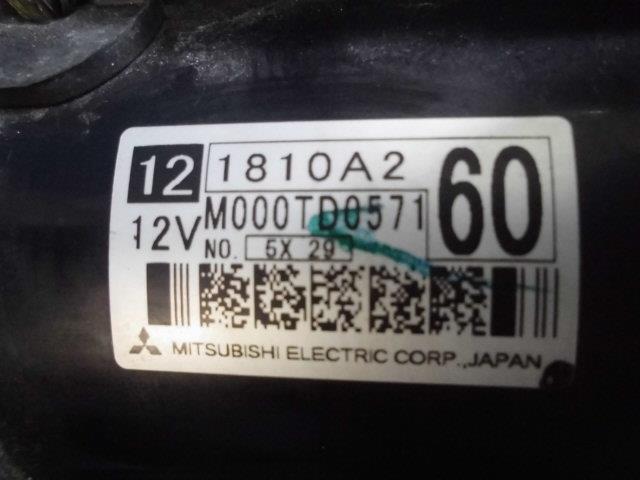 12 1810A2 60
12V M000TD0571
NO. 5X 29
MITSUBISHI ELECTRIC CORP.,JAPAN